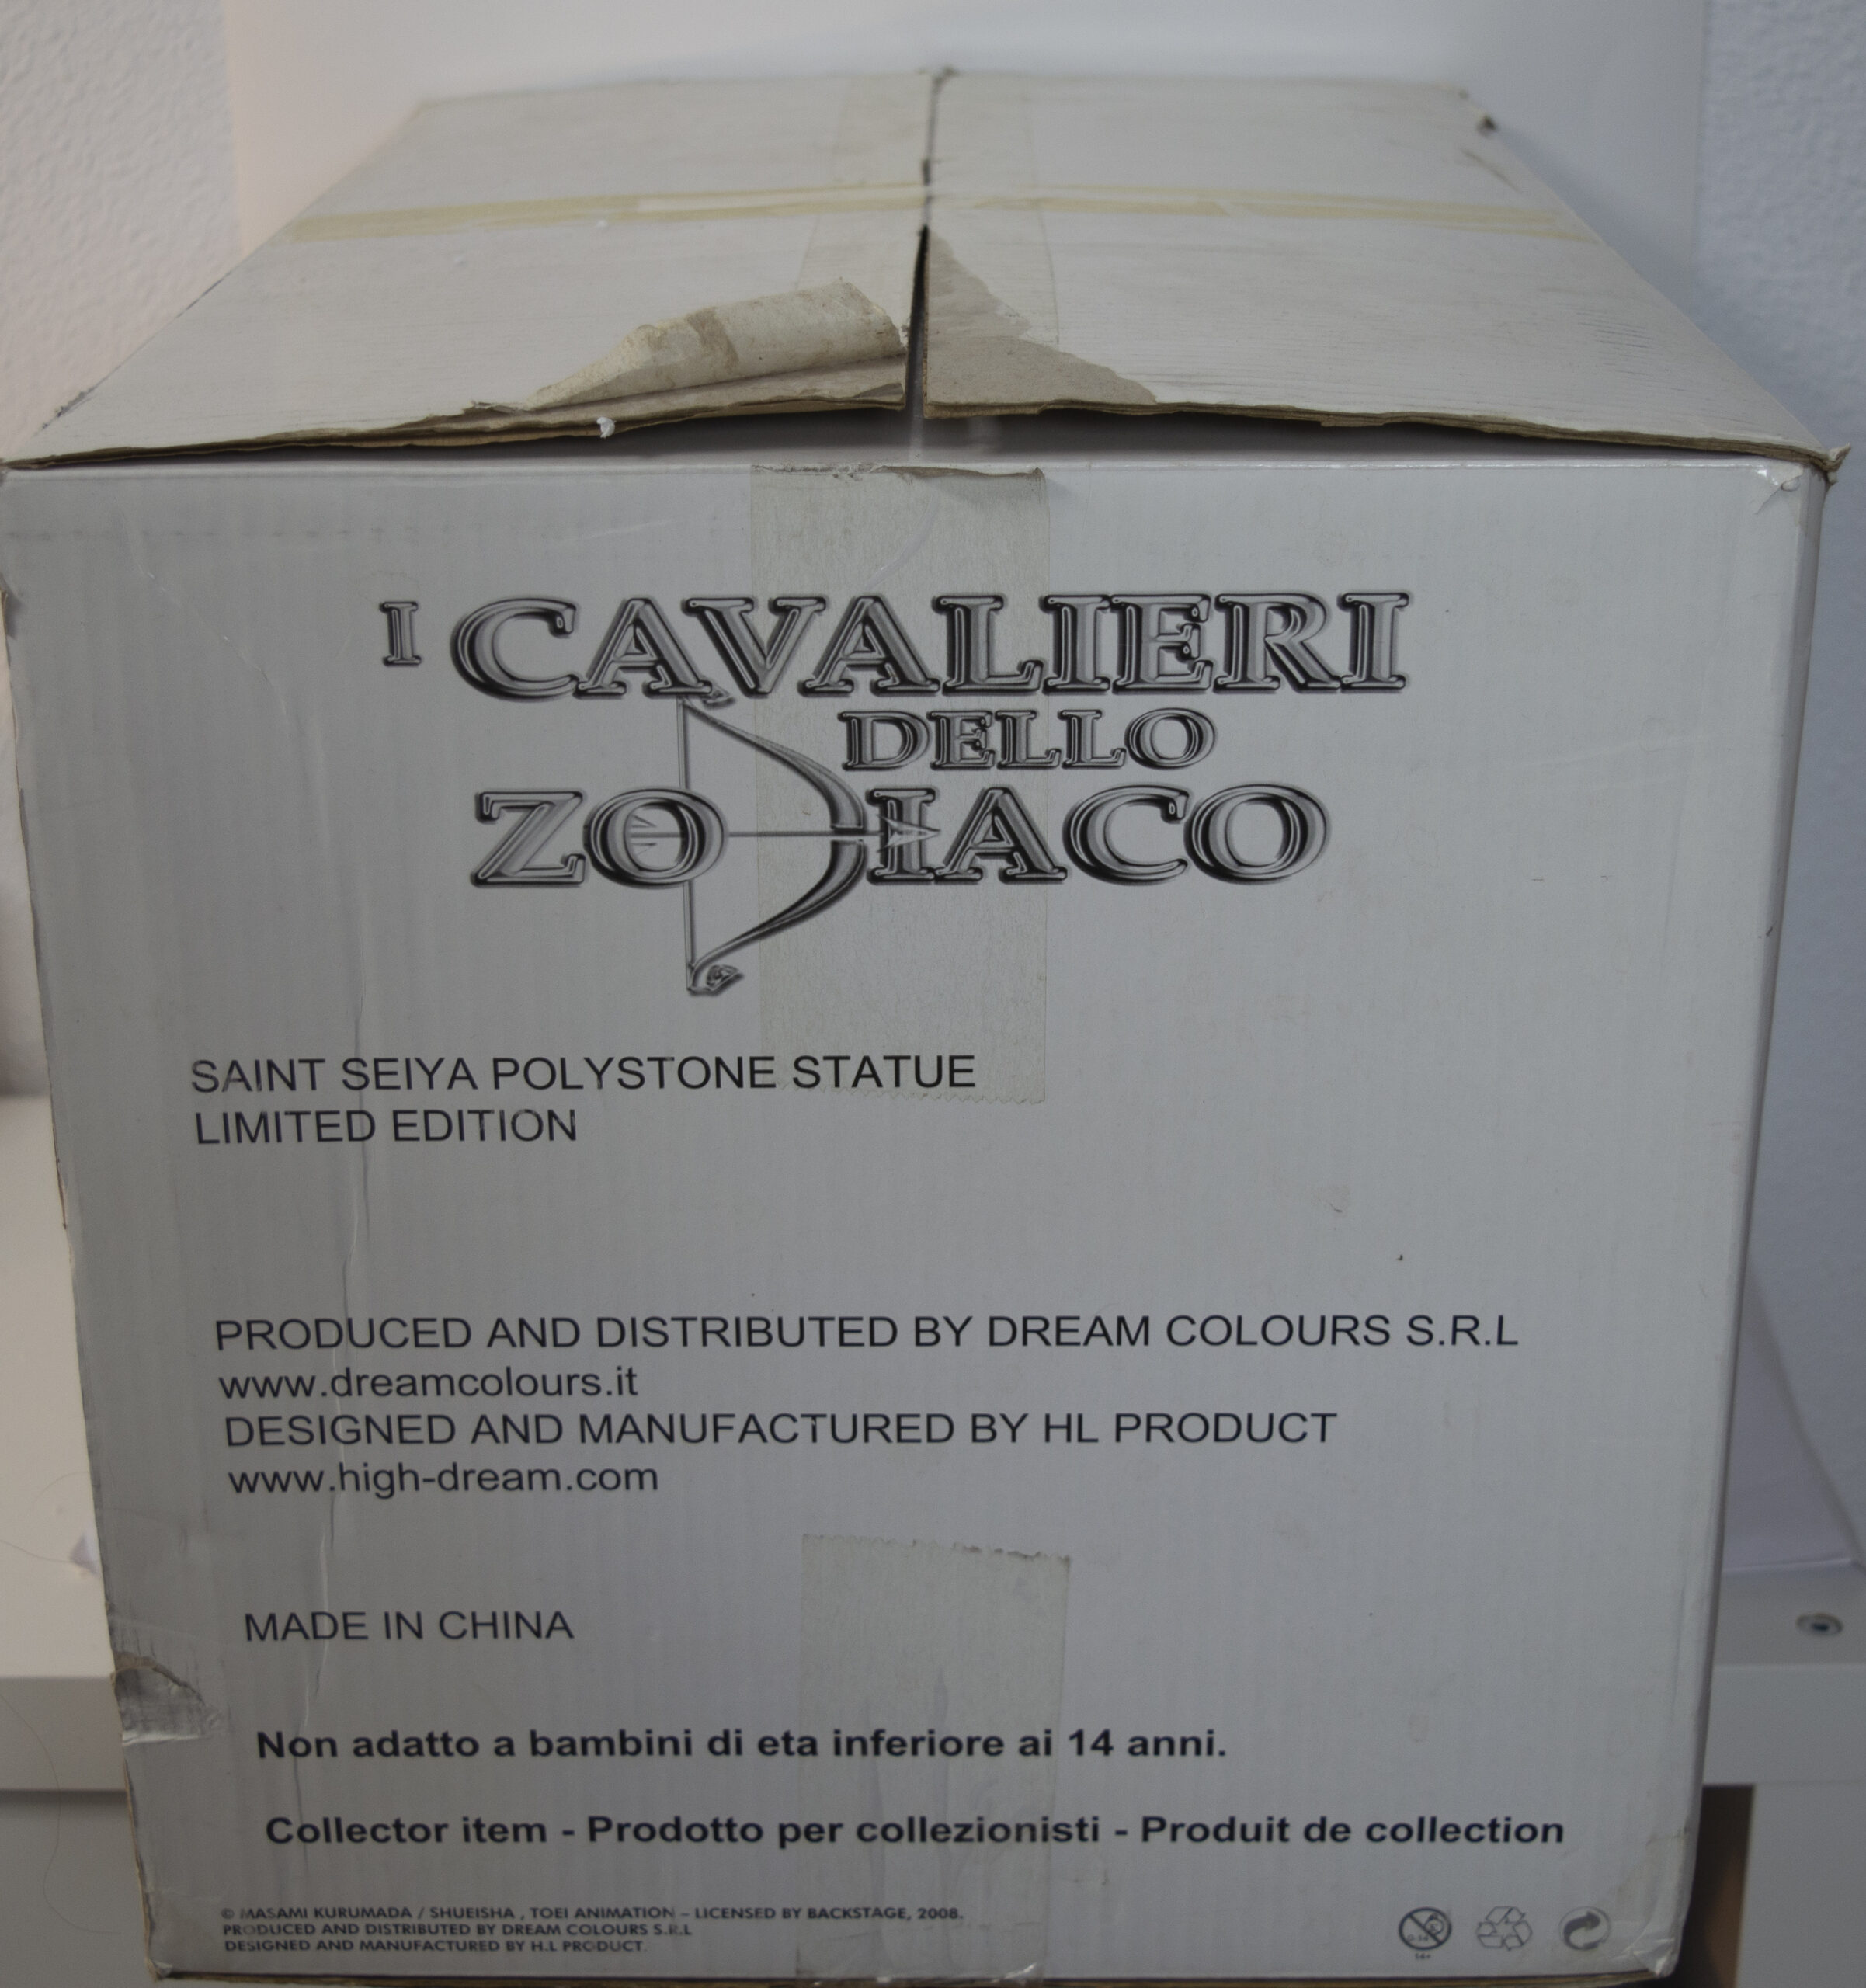 I CAVALIERI
DELLO
ZODIACO
SAINT SEIYA POLYSTONE STATUE
LIMITED EDITION
PRODUCED AND DISTRIBUTED BY DREAM COLOURS S.R.L
www.dreamcolours.it
DESIGNED AND MANUFACTURED BY HL PRODUCT
www.high-dream.com
MADE IN CHINA
Non adatto a bambini di eta inferiore ai 14 anni.
Collector item - Prodotto per collezionisti - Produit de collection
© MASAMI KURUMADA / SHUEISHA , TOEI ANIMATION – LICENSED BY BACKSTAGE, 2008.
PRODUCED AND DISTRIBUTED BY DREAM COLOURS S.R.L
DESIGNED AND MANUFACTURED BY H.L PRODUCT